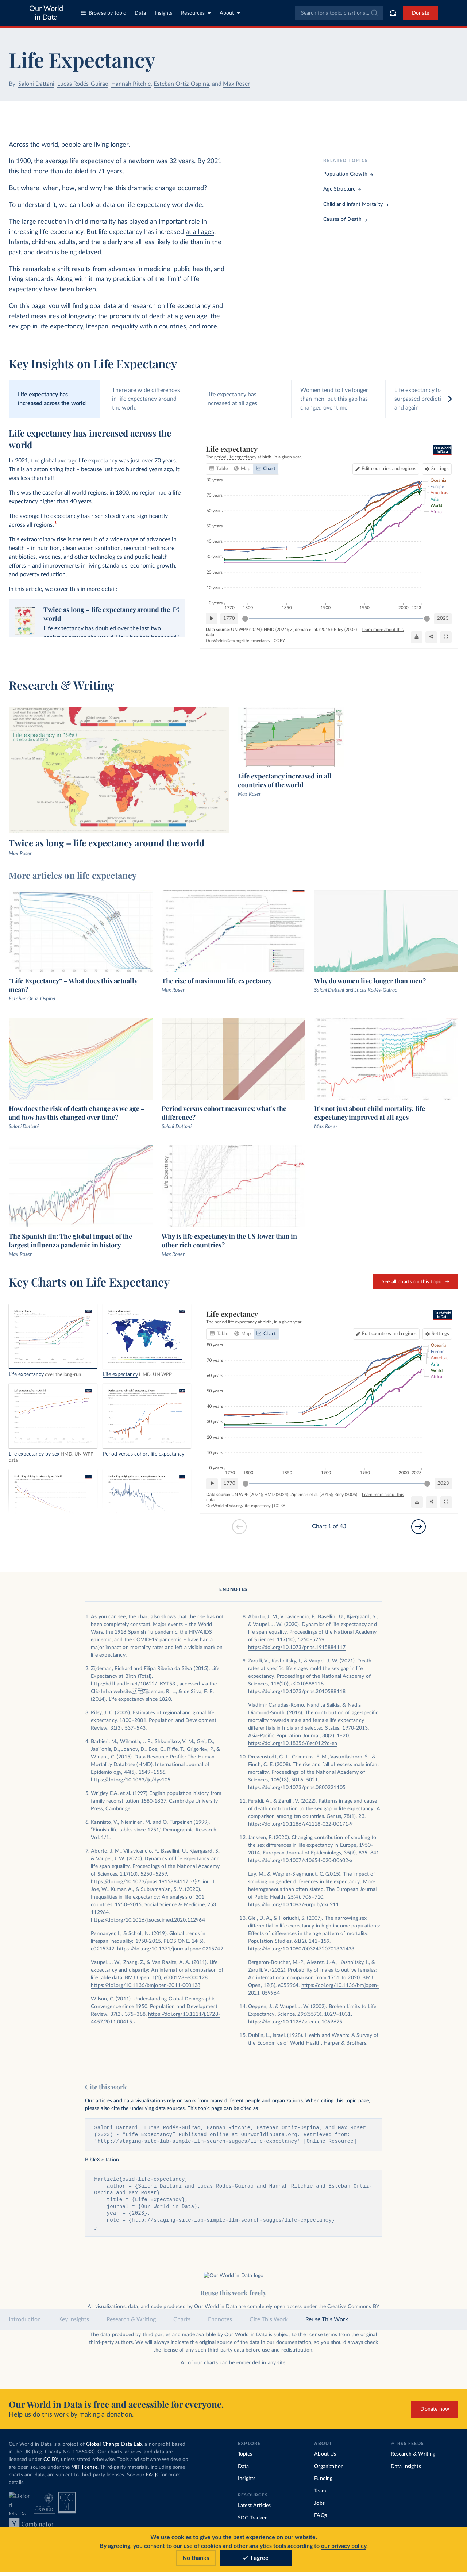 Our World
in Data
Browse by topic
Data
Insights
Resources
About
Search for a topic, chart or a...
Donate
Life Expectancy
By: Saloni Dattani, Lucas Rodés-Guirao, Hannah Ritchie, Esteban Ortiz-Ospina, and Max Roser
Across the world, people are living longer.
In 1900, the average life expectancy of a newborn was 32 years. By 2021
this had more than doubled to 71 years.
But where, when, how, and why has this dramatic change occurred?
To understand it, we can look at data on life expectancy worldwide.
The large reduction in child mortality has played an important role in
increasing life expectancy. But life expectancy has increased at all ages.
Infants, children, adults, and the elderly are all less likely to die than in the
past, and death is being delayed.
This remarkable shift results from advances in medicine, public health, and
living standards. Along with it, many predictions of the 'limit' of life
expectancy have been broken.
On this page, you will find global data and research on life expectancy and
related measures of longevity: the probability of death at a given age, the
sex gap in life expectancy, lifespan inequality within countries, and more.
RELATED TOPICS
Population Growth
Age Structure
Child and Infant Mortality
Causes of Death
Key Insights on Life Expectancy
Life expectancy has
increased across the world
There are wide differences
in life expectancy around
the world
Life expectancy has
increased at all ages
Women tend to live longer
than men, but this gap has
changed over time
Life expectancy ha
surpassed predicti
and again
Life expectancy has increased across the
world
In 2021, the global average life expectancy was just over 70 years.
This is an astonishing fact – because just two hundred years ago, it
was less than half.
This was the case for all world regions: in 1800, no region had a life
expectancy higher than 40 years.
The average life expectancy has risen steadily and significantly
across all regions.1
This extraordinary rise is the result of a wide range of advances in
health – in nutrition, clean water, sanitation, neonatal healthcare,
antibiotics, vaccines, and other technologies and public health
efforts – and improvements in living standards, economic growth,
and poverty reduction.
In this article, we cover this in more detail:
Twice as long – life expectancy around the
world
Life expectancy has doubled over the last two
centuries around the world. How has this happened?
Life expectancy
The period life expectancy at birth, in a given year.
Table
Map
Chart
Edit countries and regions
Settings
80 years
70 years
60 years
50 years
40 years
30 years
20 years
10 years
0 years
1770
1800
1850
1900
1950
2000
2023
Oceania
Europe
Americas
Asia
World
Africa
1770
2023
Data source: UN WPP (2024); HMD (2024); Zijdeman et al. (2015); Riley (2005) – Learn more about this
data
OurWorldinData.org/life-expectancy | CC BY
Research & Writing
Life expectancy in 1950
Twice as long – life expectancy around the world
Max Roser
Life expectancy increased in all
countries of the world
Max Roser
More articles on life expectancy
"Life Expectancy" – What does this actually
mean?
Esteban Ortiz-Ospina
The rise of maximum life expectancy
Max Roser
Why do women live longer than men?
Saloni Dattani and Lucas Rodés-Guirao
How does the risk of death change as we age –
and how has this changed over time?
Saloni Dattani
Period versus cohort measures: what's the
difference?
Saloni Dattani
It's not just about child mortality, life
expectancy improved at all ages
Max Roser
The Spanish flu: The global impact of the
largest influenza pandemic in history
Max Roser
Life Expectancy
Why is life expectancy in the US lower than in
other rich countries?
Max Roser
Key Charts on Life Expectancy
See all charts on this topic
Life expectancy over the long run
Life expectancy HMD, UN WPP
Life expectancy by sex HMD, UN WPP
data
Period versus cohort life expectancy
Life expectancy
The period life expectancy at birth, in a given year.
Table
Map
Chart
Edit countries and regions
Settings
80 years
70 years
60 years
50 years
40 years
30 years
20 years
10 years
0 years
1770
1800
1850
1900
1950
2000
2023
Oceania
Europe
Americas
Asia
World
Africa
1770
2023
Data source: UN WPP (2024); HMD (2024); Zijdeman et al. (2015); Riley (2005) – Learn more about this
data
OurWorldinData.org/life-expectancy | CC BY
Chart 1 of 43
ENDNOTES
1. As you can see, the chart also shows that the rise has not
been completely constant. Major events – the World
Wars, the 1918 Spanish flu pandemic, the HIV/AIDS
epidemic, and the COVID-19 pandemic – have had a
major impact on mortality rates and left a visible mark on
life expectancy.
2. Zijdeman, Richard and Filipa Ribeira da Silva (2015). Life
Expectancy at Birth (Total).
http://hdl.handle.net/10622/LKYT53 , accessed via the
Clio Infra website. Zijdeman, R. L., & de Silva, F. R.
(2014). Life expectancy since 1820.
3. Riley, J. C. (2005). Estimates of regional and global life
expectancy, 1800–2001. Population and Development
Review, 31(3), 537–543.
4. Barbieri, M., Wilmoth, J. R., Shkolnikov, V. M., Glei, D.,
Jasilionis, D., Jdanov, D., Boe, C., Riffe, T., Grigoriev, P., &
Winant, C. (2015). Data Resource Profile: The Human
Mortality Database (HMD). International Journal of
Epidemiology, 44(5), 1549–1556.
https://doi.org/10.1093/ije/dyv105
5. Wrigley E.A. et al. (1997) English population history from
family reconstitution 1580-1837, Cambridge University
Press, Cambridge.
6. Kannisto, V., Nieminen, M. and O. Turpeinen (1999).
"Finnish life tables since 1751," Demographic Research,
Vol. 1/1.
7. Aburto, J. M., Villavicencio, F., Basellini, U., Kjærgaard, S.,
& Vaupel, J. W. (2020). Dynamics of life expectancy and
life span equality. Proceedings of the National Academy
of Sciences, 117(10), 5250–5259.
https://doi.org/10.1073/pnas.1915884117 Liou, L.,
Joe, W., Kumar, A., & Subramanian, S. V. (2020).
Inequalities in life expectancy: An analysis of 201
countries, 1950–2015. Social Science & Medicine, 253,
112964.
https://doi.org/10.1016/j.socscimed.2020.112964
Permanyer, I., & Scholl, N. (2019). Global trends in
lifespan inequality: 1950-2015. PLOS ONE, 14(5),
e0215742. https://doi.org/10.1371/journal.pone.0215742
Vaupel, J. W., Zhang, Z., & Van Raalte, A. A. (2011). Life
expectancy and disparity: An international comparison of
life table data. BMJ Open, 1(1), e000128–e000128.
https://doi.org/10.1136/bmjopen-2011-000128
Wilson, C. (2011). Understanding Global Demographic
Convergence since 1950. Population and Development
Review, 37(2), 375–388. https://doi.org/10.1111/j.1728-
4457.2011.00415.x
8. Aburto, J. M., Villavicencio, F., Basellini, U., Kjærgaard, S.,
& Vaupel, J. W. (2020). Dynamics of life expectancy and
life span equality. Proceedings of the National Academy
of Sciences, 117(10), 5250–5259.
https://doi.org/10.1073/pnas.1915884117
9. Zarulli, V., Kashnitsky, I., & Vaupel, J. W. (2021). Death
rates at specific life stages mold the sex gap in life
expectancy. Proceedings of the National Academy of
Sciences, 118(20), e2010588118.
https://doi.org/10.1073/pnas.2010588118
Vladimir Canudas-Romo, Nandita Saikia, & Nadia
Diamond-Smith. (2016). The contribution of age-specific
mortality towards male and female life expectancy
differentials in India and selected States, 1970-2013.
Asia-Pacific Population Journal, 30(2), 1–20.
https://doi.org/10.18356/8ec0129d-en
10. Drevenstedt, G. L., Crimmins, E. M., Vasunilashorn, S., &
Finch, C. E. (2008). The rise and fall of excess male infant
mortality. Proceedings of the National Academy of
Sciences, 105(13), 5016–5021.
https://doi.org/10.1073/pnas.0800221105
11. Feraldi, A., & Zarulli, V. (2022). Patterns in age and cause
of death contributing to the sex gap in life expectancy: A
comparison among ten countries. Genus, 78(1), 23.
https://doi.org/10.1186/s41118-022-00171-9
12. Janssen, F. (2020). Changing contribution of smoking to
the sex differences in life expectancy in Europe, 1950–
2014. European Journal of Epidemiology, 35(9), 835–841.
https://doi.org/10.1007/s10654-020-00602-x
Luy, M., & Wegner-Siegmundt, C. (2015). The impact of
smoking on gender differences in life expectancy: More
heterogeneous than often stated. The European Journal
of Public Health, 25(4), 706–710.
https://doi.org/10.1093/eurpub/cku211
13. Glei, D. A., & Horiuchi, S. (2007). The narrowing sex
differential in life expectancy in high-income populations:
Effects of differences in the age pattern of mortality.
Population Studies, 61(2), 141–159.
https://doi.org/10.1080/00324720701331433
Bergeron-Boucher, M.-P., Alvarez, J.-A., Kashnitsky, I., &
Zarulli, V. (2022). Probability of males to outlive females:
An international comparison from 1751 to 2020. BMJ
Open, 12(8), e059964. https://doi.org/10.1136/bmjopen-
2021-059964
14. Oeppen, J., & Vaupel, J. W. (2002). Broken Limits to Life
Expectancy. Science, 296(5570), 1029–1031.
https://doi.org/10.1126/science.1069675
15. Dublin, L., Israel. (1928). Health and Wealth: A Survey of
the Economics of World Health. Harper & Brothers.
Cite this work
Our articles and data visualizations rely on work from many different people and organizations. When citing this topic page,
please also cite the underlying data sources. This topic page can be cited as:
Saloni Dattani, Lucas Rodés-Guirao, Hannah Ritchie, Esteban Ortiz-Ospina, and Max Roser
(2023) - "Life Expectancy" Published online at OurWorldinData.org. Retrieved from:
'http://staging-site-lab-simple-llm-search-sugges/life-expectancy' [Online Resource]
BibTeX citation
@article{owid-life-expectancy,
author = {Saloni Dattani and Lucas Rodés-Guirao and Hannah Ritchie and Esteban Ortiz-
Ospina and Max Roser},
title = {Life Expectancy},
journal = {Our World in Data},
year = {2023},
note = {http://staging-site-lab-simple-llm-search-sugges/life-expectancy}
}
Our World in Data logo
Reuse this work freely
All visualizations, data, and code produced by Our World in Data are completely open access under the Creative Commons BY
Introduction
Key Insights
Research & Writing
Charts
Endnotes
Cite This Work
Reuse This Work
The data produced by third parties and made available by Our World in Data is subject to the license terms from the original
third-party authors. We will always indicate the original source of the data in our documentation, so you should always check
the license of any such third-party data before use and redistribution.
All of our charts can be embedded in any site.
Our World in Data is free and accessible for everyone.
Help us do this work by making a donation.
Donate now
Our World in Data is a project of Global Change Data Lab, a nonprofit based
in the UK (Reg. Charity No. 1186433). Our charts, articles, and data are
licensed under CC BY, unless stated otherwise. Tools and software we develop
are under the MIT license. Third-party materials, including some
charts and data, are subject to third-party licenses. See our FAQs for more
details.
EXPLORE
Topics
Data
Insights
RESOURCES
Latest Articles
SDG Tracker
ABOUT
About Us
Organization
Funding
Team
Jobs
FAQs
RSS FEEDS
Research & Writing
Data Insights
Oxfor
d
Martin
Y Combinator
We use cookies to give you the best experience on our website.
By agreeing, you consent to our use of cookies and other analytics tools according to our privacy policy.
No thanks
I agree